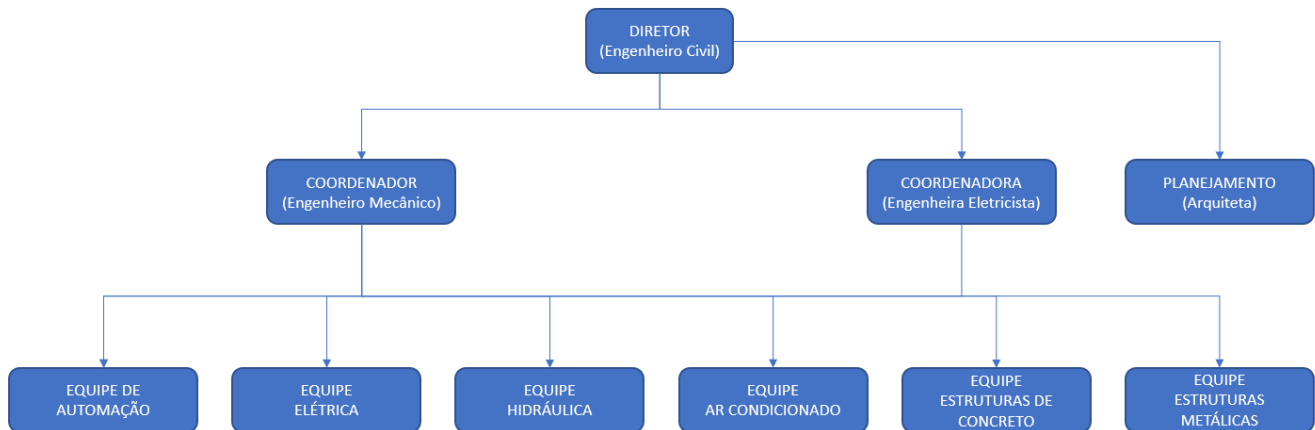 DIRETOR
(Engenheiro Civil)
COORDENADOR
(Engenheiro Mecânico)
COORDENADORA
(Engenheira Eletricista)
PLANEJAMENTO
(Arquiteta)
EQUIPE DE
AUTOMAÇÃO
EQUIPE
ELÉTRICA
EQUIPE
HIDRÁULICA
EQUIPE
AR CONDICIONADO
EQUIPE
ESTRUTURAS DE
CONCRETO
EQUIPE
ESTRUTURAS
METÁLICAS